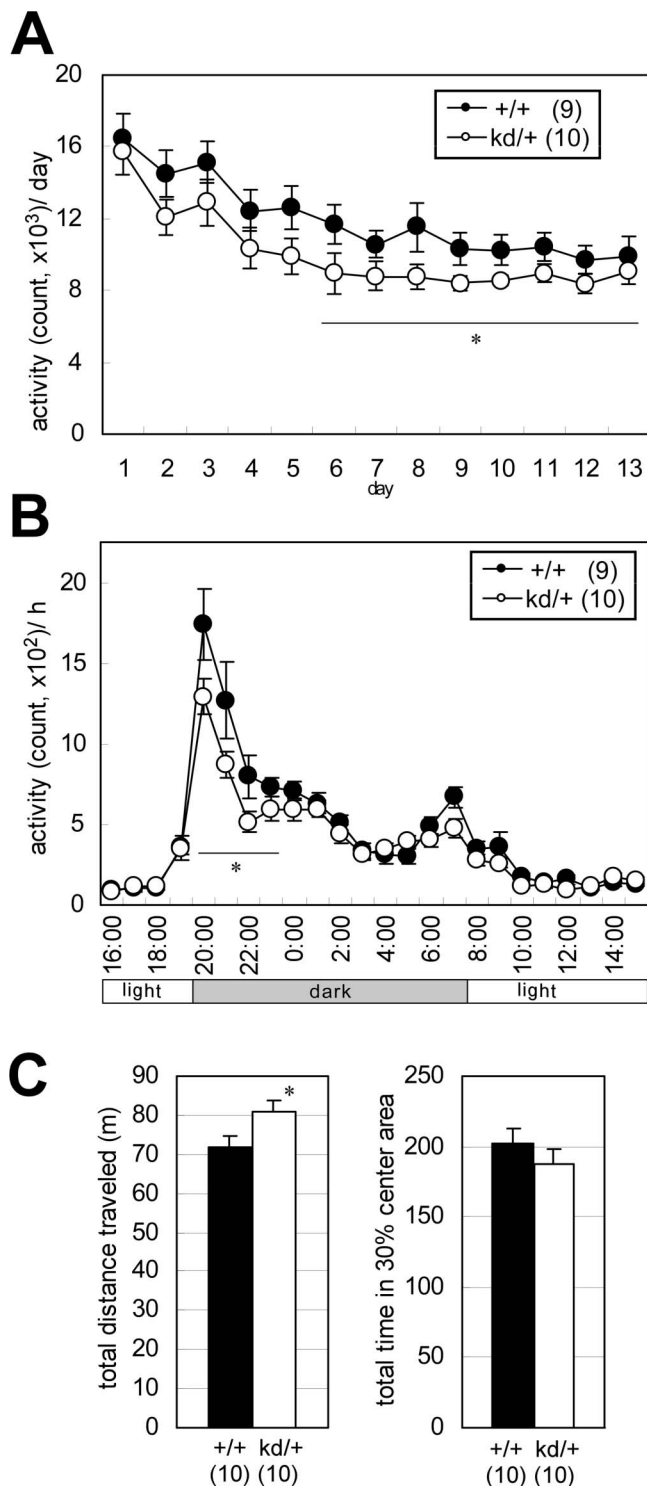 A
activity (count, x10³)/ day
20
16
12
8
4
0
+/+ (9)
kd/+ (10)
*
1 2 3 4 5 6 7 8 9 10 11 12 13
day
B
activity (count, x10²)/ h
20
15
10
5
0
+/+ (9)
kd/+ (10)
*
16:00 18:00 20:00 22:00 0:00 2:00 4:00 6:00 8:00 10:00 12:00 14:00
light dark light
C
total distance traveled (m)
90
80
70
60
50
40
30
20
10
0
*
+/+ kd/+
(10) (10)
total time in 30% center area
250
200
150
100
50
0
+/+ kd/+
(10) (10)